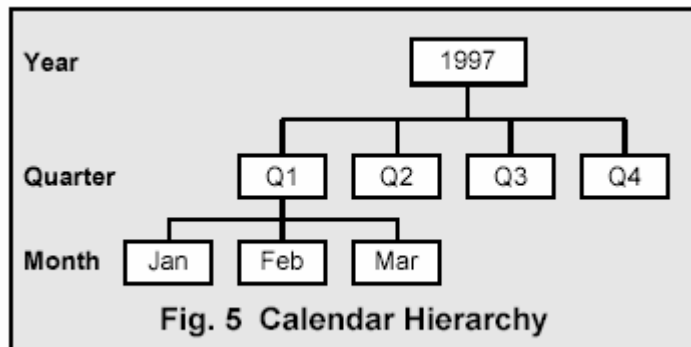 Year 1997
Quarter Q1 Q2 Q3 Q4
Month Jan Feb Mar
Fig. 5 Calendar Hierarchy